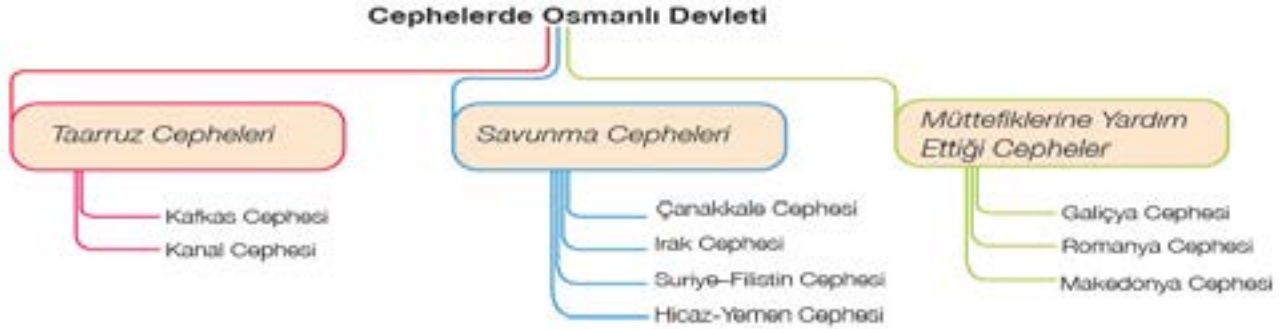 Cephelerde Osmanlı Devleti
Taarruz Cepheleri
Kafkas Cephesi
Kanal Cephesi
Savunma Cepheleri
Çanakkale Cephesi
Irak Cephesi
Suriye–Filistin Cephesi
Hicaz-Yemen Cephesi
Müttefiklerine Yardım
Ettiği Cepheler
Galiçya Cephesi
Romanya Cephesi
Makedonya Cephesi